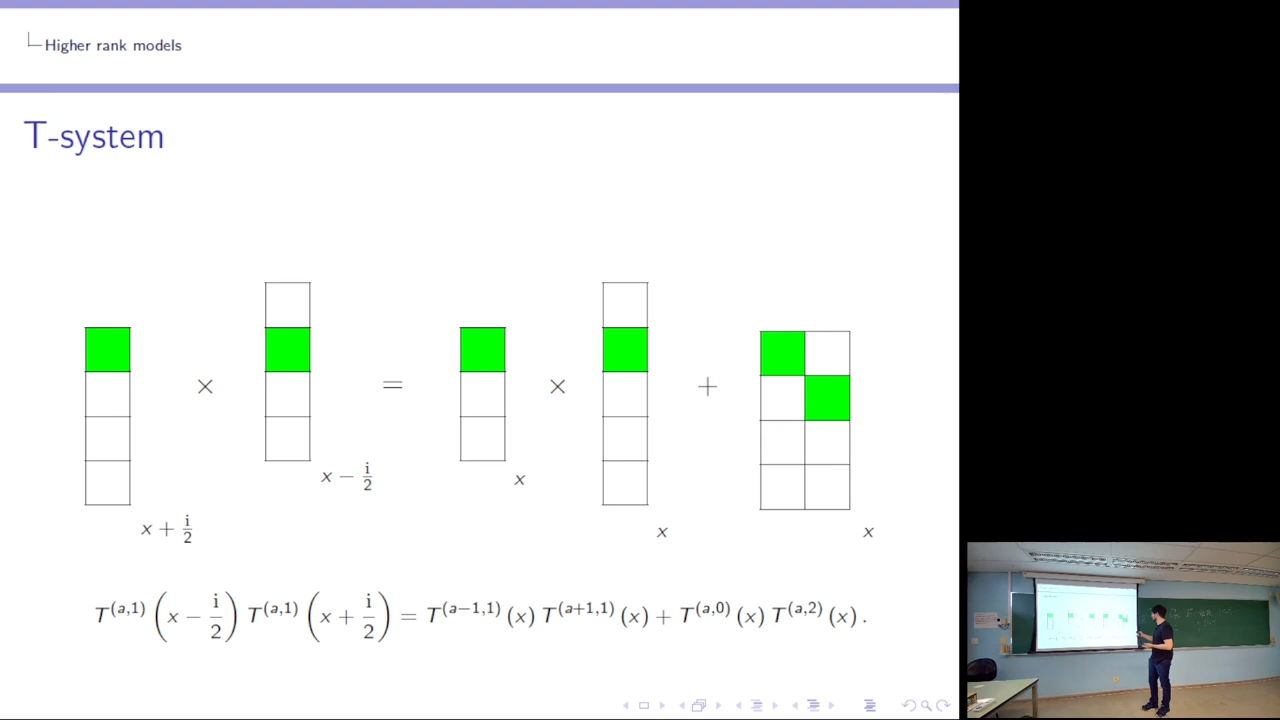 Higher rank models
T-system
× = × +
x − i/2
x
x + i/2
x
x
T^(a,1) (x − i/2) T^(a,1) (x + i/2) = T^(a−1,1) (x) T^(a+1,1) (x) + T^(a,0) (x) T^(a,2) (x) .